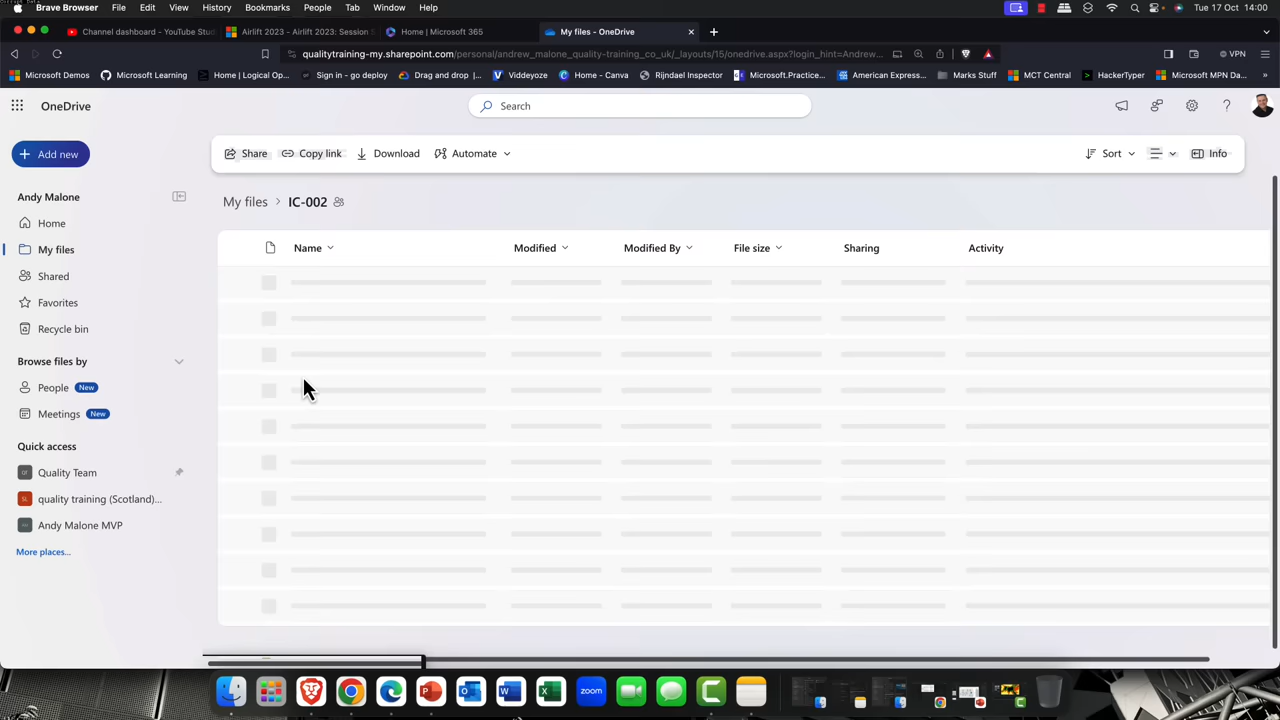 Brave Browser File Edit View History Bookmarks People Tab Window Help Tue 17 Oct 14:00
Channel dashboard - YouTube Stud Airlift - Airlift 2023: Session S Home | Microsoft 365 My files - OneDrive
qualitytraining-my.sharepoint.com/personal/andrew_malone_quality-training_co_uk/_layouts/15/onedrive.aspx?login_hint=Andrew... VPN
Microsoft Demos Microsoft Learning Home | Logical Op... Sign in - go deploy Drag and drop, ... Viddeyoze Home - Canva Rijndael Inspector Microsoft.Practice... American Express... Marks Stuff MCT Central HackerTyper Microsoft MPN Da... »
OneDrive
Search
Add new
Share Copy link Download Automate Sort Info
Andy Malone
My files > IC-002
Home
My files
Name Modified Modified By File size Sharing Activity
Shared
Favorites
Recycle bin
Browse files by
People New
Meetings New
Quick access
Quality Team
quality training (Scotland)...
Andy Malone MVP
More places...
zoom